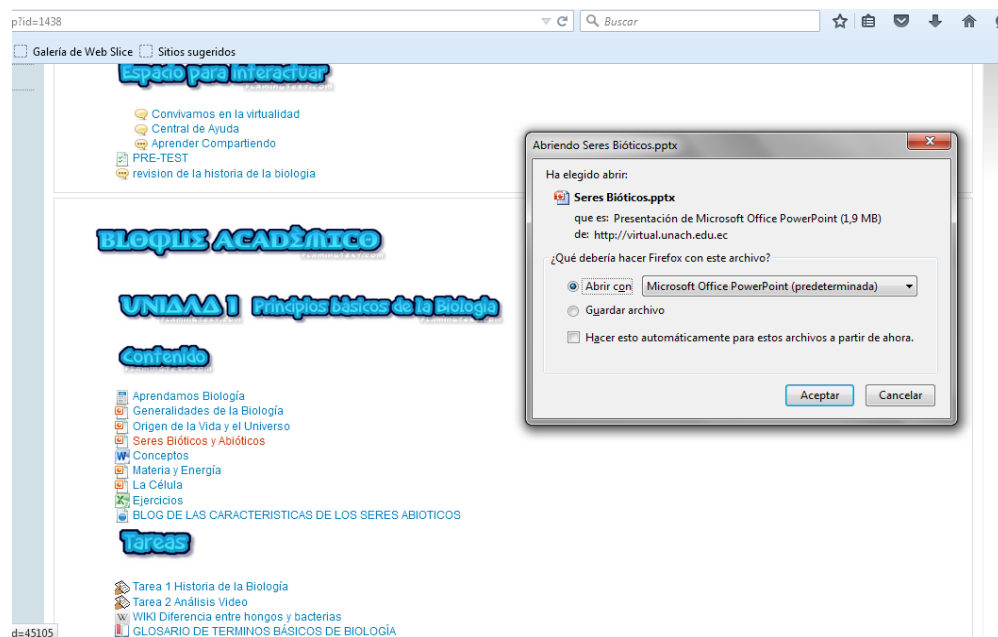 p?id=1438
Buscar
Galería de Web Slice
Sitios sugeridos
Espacio para Interactuar
Convivamos en la virtualidad
Central de Ayuda
Aprender Compartiendo
PRE-TEST
revision de la historia de la biologia
BLOQUE ACADÈMICO
UNIDAD 1 Principios básicos de la Biologia
Contenido
Aprendamos Biología
Generalidades de la Biología
Origen de la Vida y el Universo
Seres Bióticos y Abióticos
Conceptos
Materia y Energía
La Célula
Ejercicios
BLOG DE LAS CARACTERISTICAS DE LOS SERES ABIOTICOS
Tareas
Tarea 1 Historia de la Biología
Tarea 2 Análisis Video
WIKI Diferencia entre hongos y bacterias
GLOSARIO DE TERMINOS BÁSICOS DE BIOLOGÍA
d=45105
Abriendo Seres Bióticos.pptx
Ha elegido abrir:
Seres Bióticos.pptx
que es: Presentación de Microsoft Office PowerPoint (1,9 MB)
de: http://virtual.unach.edu.ec
¿Qué debería hacer Firefox con este archivo?
Abrir con Microsoft Office PowerPoint (predeterminada)
Guardar archivo
Hacer esto automáticamente para estos archivos a partir de ahora.
Aceptar Cancelar